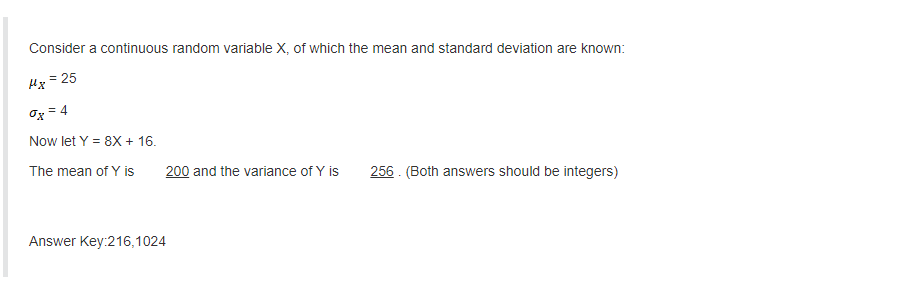 Consider a continuous random variable X, of which the mean and standard deviation are known:
μX = 25
σX = 4
Now let Y = 8X + 16.
The mean of Y is 200 and the variance of Y is 256 . (Both answers should be integers)
Answer Key:216,1024